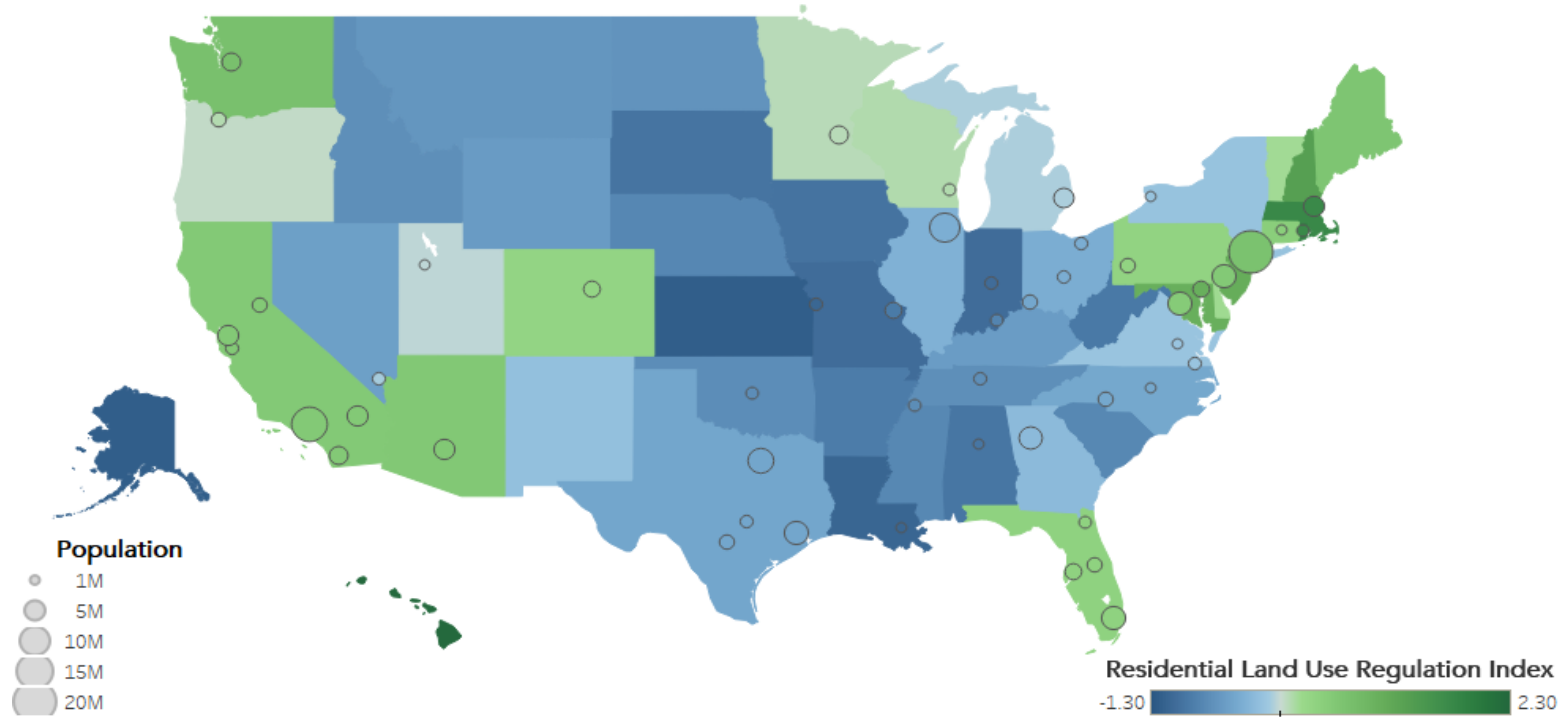 Population
1M
5M
10M
15M
20M
Residential Land Use Regulation Index
-1.30 2.30